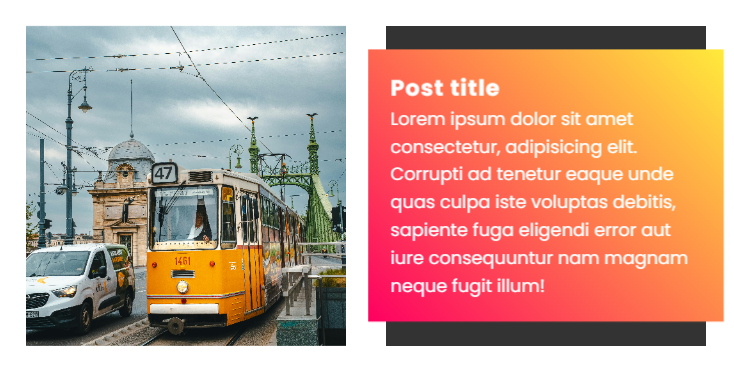 47
1461
Post title
Lorem ipsum dolor sit amet
consectetur, adipisicing elit.
Corrupti ad tenetur eaque unde
quas culpa iste voluptas debitis,
sapiente fuga eligendi error aut
iure consequuntur nam magnam
neque fugit illum!